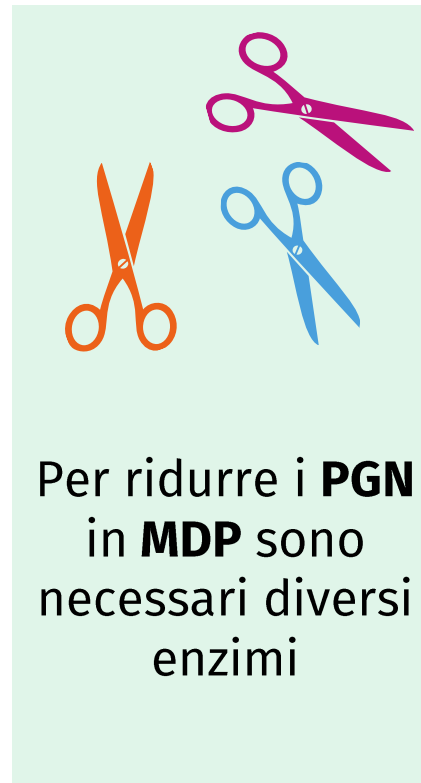 Per ridurre i PGN
in MDP sono
necessari diversi
enzimi